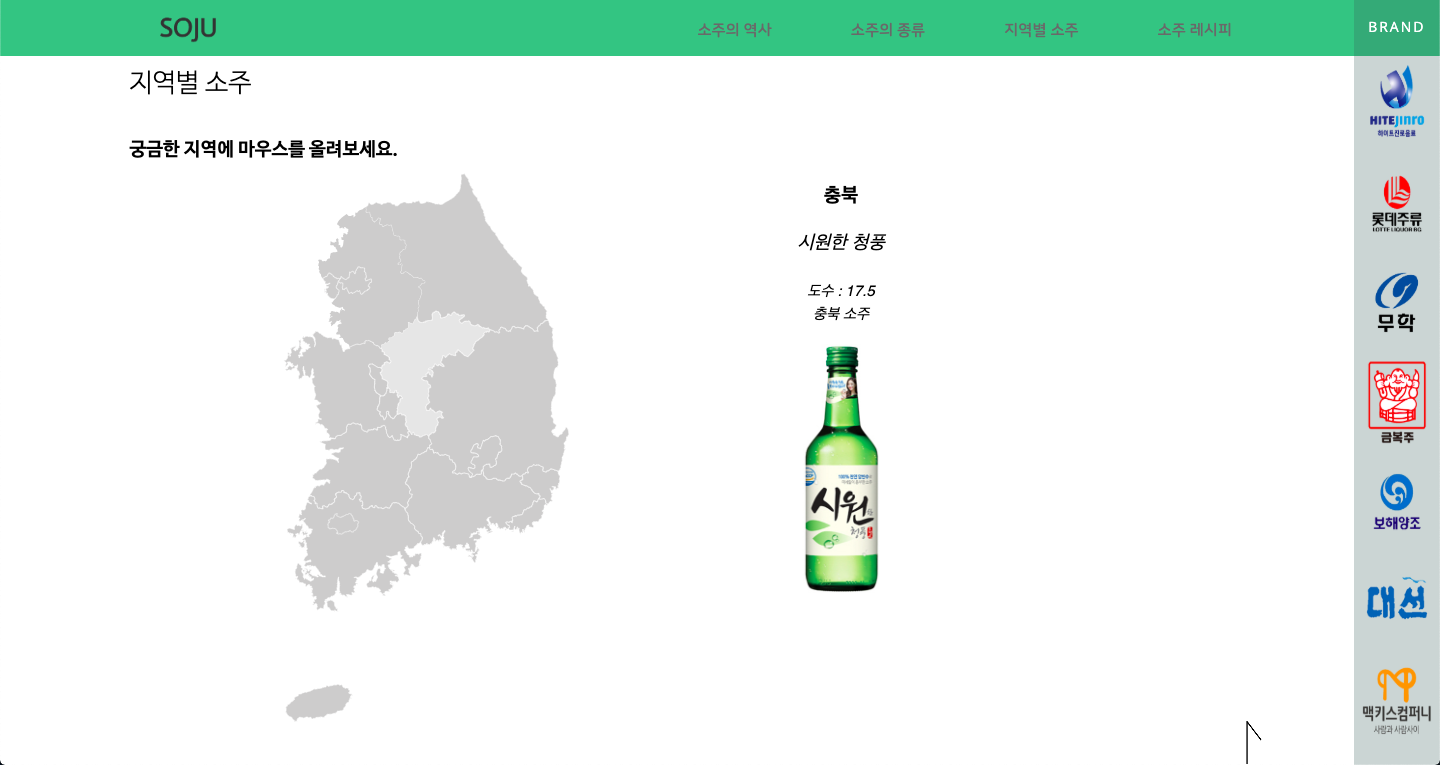 SOJU
소주의 역사
소주의 종류
지역별 소주
소주 레시피
BRAND
지역별 소주
궁금한 지역에 마우스를 올려보세요.
충북
시원한 청풍
도수 : 17.5
충북 소주
시원
청풍
HITEJINRO
하이트진로음료
롯데주류
LOTTE LIQUOR BG
무학
금복주
보해양조
대선
맥키스컴퍼니
사람과 사람사이